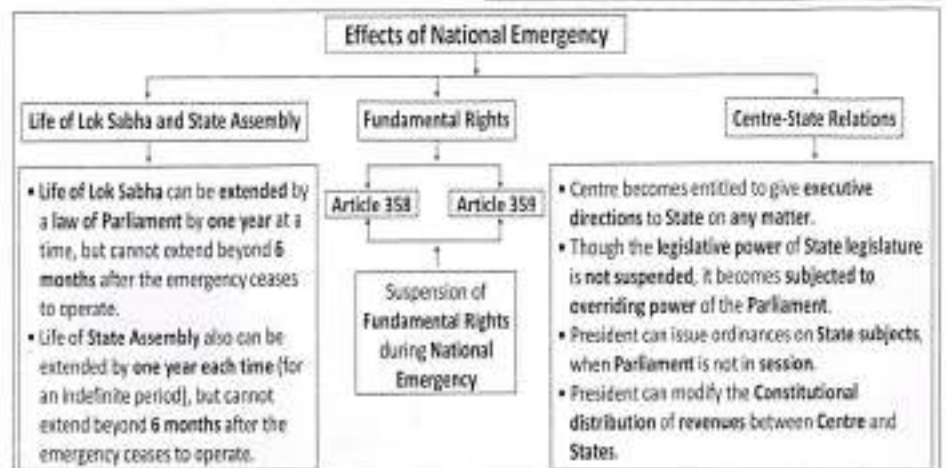 Effects of National Emergency
Life of Lok Sabha and State Assembly
Fundamental Rights
Centre-State Relations
▪ Life of Lok Sabha can be extended by
a law of Parliament by one year at a
time, but cannot extend beyond 6
months after the emergency ceases
to operate.
▪ Life of State Assembly also can be
extended by one year each time (for
an indefinite period), but cannot
extend beyond 6 months after the
emergency ceases to operate.
Article 358
Article 359
Suspension of
Fundamental Rights
during National
Emergency
▪ Centre becomes entitled to give executive
directions to State on any matter.
▪ Though the legislative power of State legislature
is not suspended, it becomes subjected to
overriding power of the Parliament.
▪ President can issue ordinances on State subjects,
when Parliament is not in session.
▪ President can modify the Constitutional
distribution of revenues between Centre and
States.